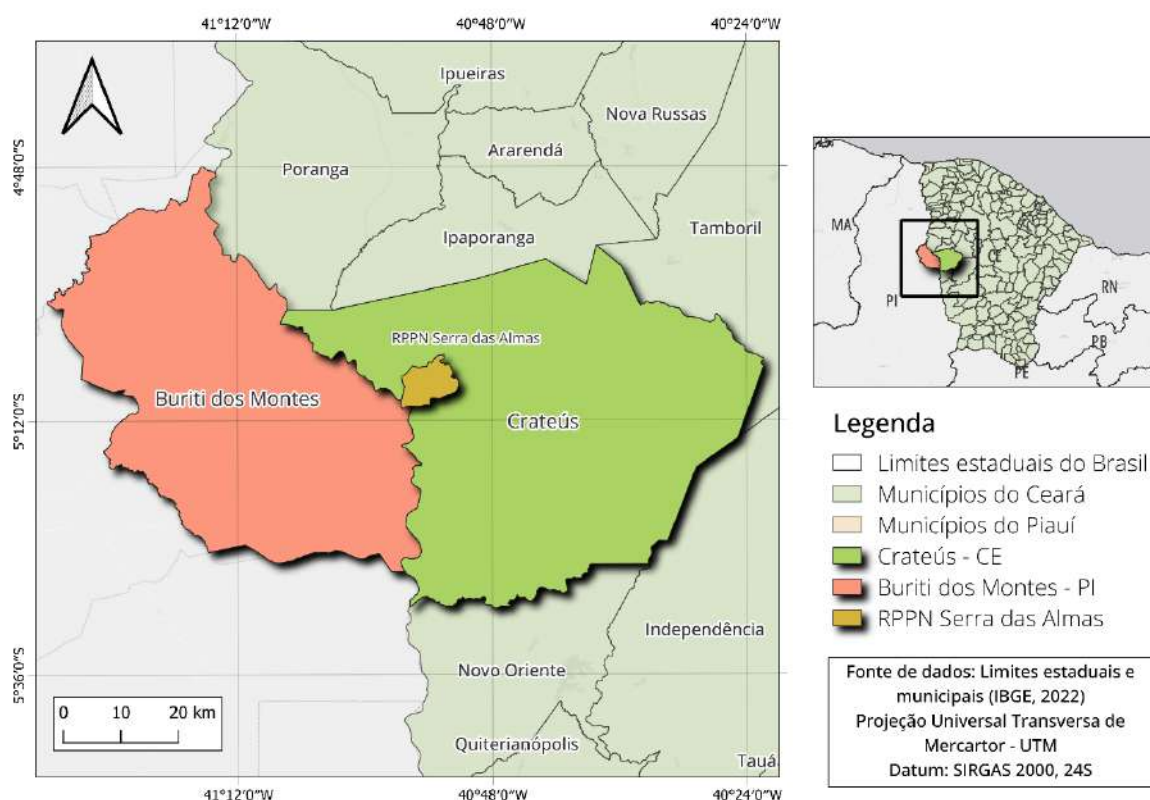 41°12'0"W 40°48'0"W 40°24'0"W
4°48'0"S
5°12'0"S
5°36'0"S
Ipueiras
Nova Russas
Ararendá
Poranga
Tamboril
Ipaporanga
RPPN Serra das Almas
Buriti dos Montes
Crateús
Independência
Novo Oriente
Quiterianópolis
Tauá
0 10 20 km
41°12'0"W 40°48'0"W 40°24'0"W
MA
CE
PI
RN
PB
PE
Legenda
Limites estaduais do Brasil
Municípios do Ceará
Municípios do Piauí
Crateús - CE
Buriti dos Montes - PI
RPPN Serra das Almas
Fonte de dados: Limites estaduais e
municipais (IBGE, 2022)
Projeção Universal Transversa de
Mercartor - UTM
Datum: SIRGAS 2000, 24S